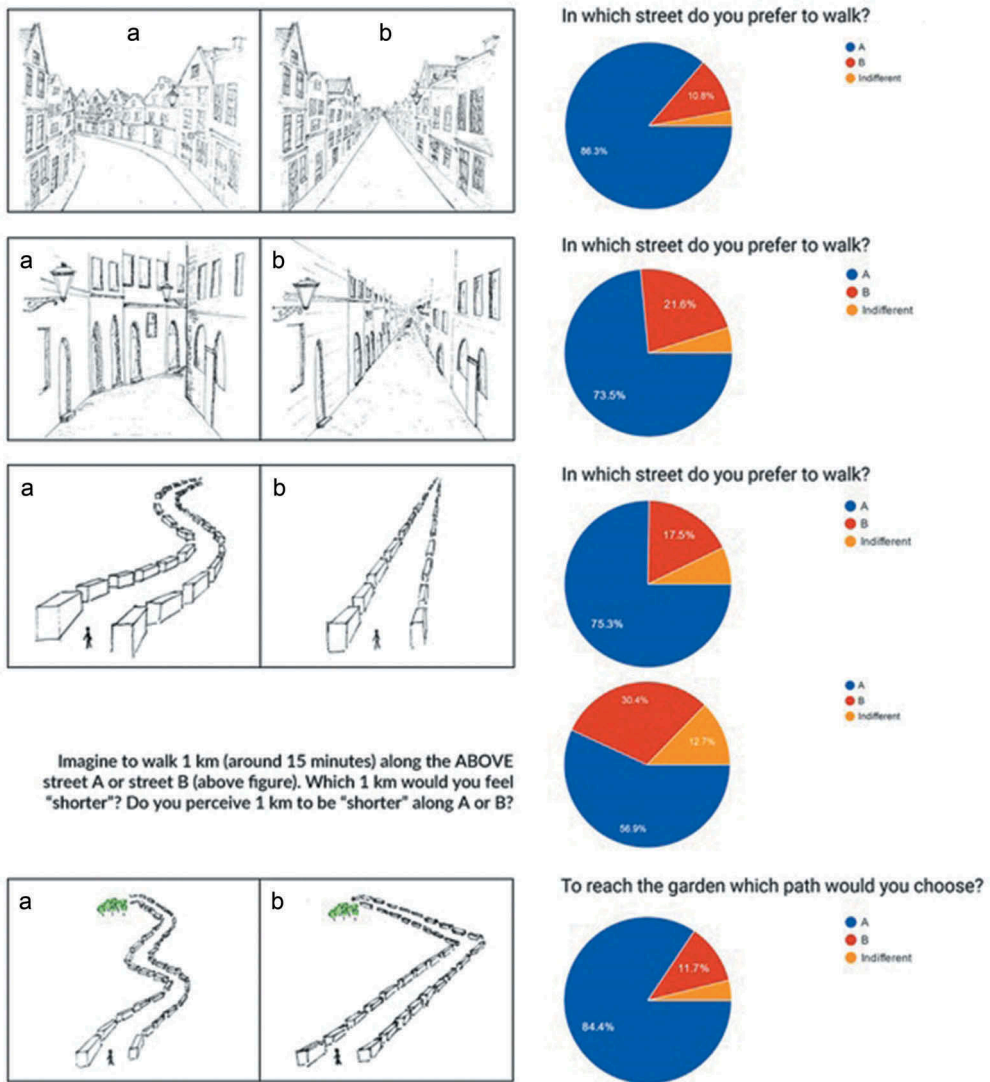 a
b
In which street do you prefer to walk?
A
B
Indifferent
10.8%
86.3%
a
b
In which street do you prefer to walk?
A
B
Indifferent
21.6%
73.5%
a
b
In which street do you prefer to walk?
A
B
Indifferent
17.5%
75.3%
Imagine to walk 1 km (around 15 minutes) along the ABOVE
street A or street B (above figure). Which 1 km would you feel
“shorter”? Do you perceive 1 km to be “shorter” along A or B?
A
B
Indifferent
30.4%
12.7%
56.9%
a
b
To reach the garden which path would you choose?
A
B
Indifferent
11.7%
84.4%